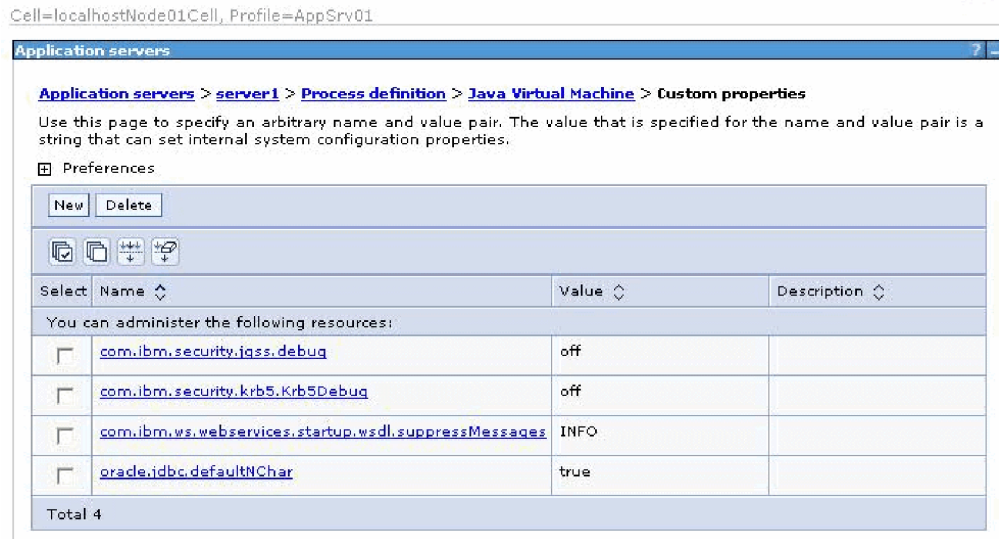 Cell=localhostNode01Cell, Profile=AppSrv01
Application servers ? –
Application servers > server1 > Process definition > Java Virtual Machine > Custom properties
Use this page to specify an arbitrary name and value pair. The value that is specified for the name and value pair is a
string that can set internal system configuration properties.
Preferences
New Delete
Select Name Value Description
You can administer the following resources:
com.ibm.security.jgss.debug off
com.ibm.security.krb5.Krb5Debug off
com.ibm.ws.webservices.startup.wsdl.suppressMessages INFO
oracle.jdbc.defaultNChar true
Total 4